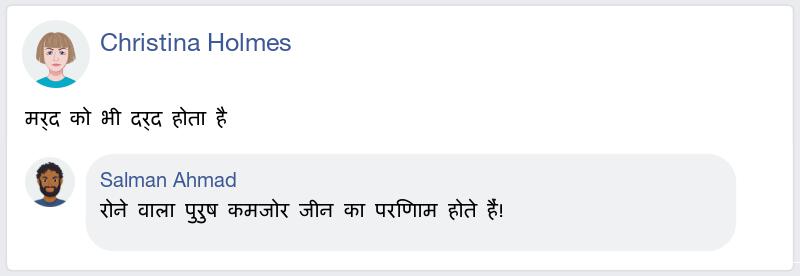 Christina Holmes
मर्द को भी दर्द होता है
Salman Ahmad
रोने वाला पुरुष कमजोर जीन का परिणाम होते हैं!